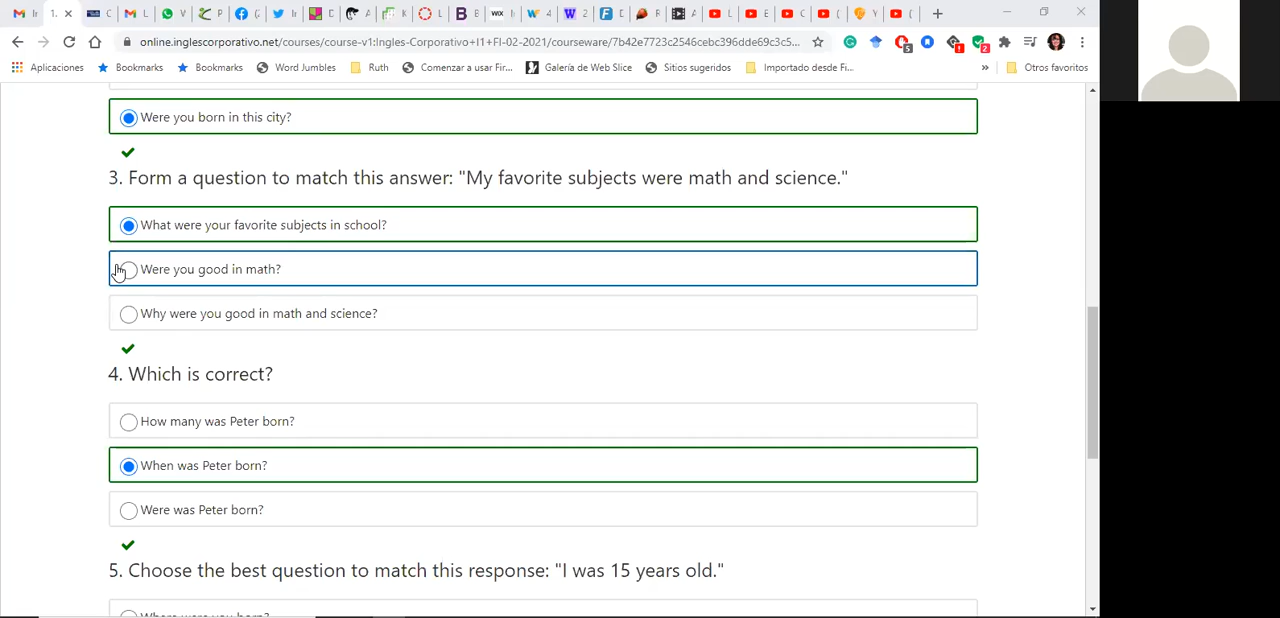 online.inglescorporativo.net/courses/course-v1:Ingles-Corporativo+I1+FI-02-2021/courseware/7b42e7723c2546cebc396dde69c3c5...
Aplicaciones Bookmarks Bookmarks Word Jumbles Ruth Comenzar a usar Fir... Galería de Web Slice Sitios sugeridos Importado desde Fi... » Otros favoritos
Were you born in this city?
3. Form a question to match this answer: "My favorite subjects were math and science."
What were your favorite subjects in school?
Were you good in math?
Why were you good in math and science?
4. Which is correct?
How many was Peter born?
When was Peter born?
Were was Peter born?
5. Choose the best question to match this response: "I was 15 years old."